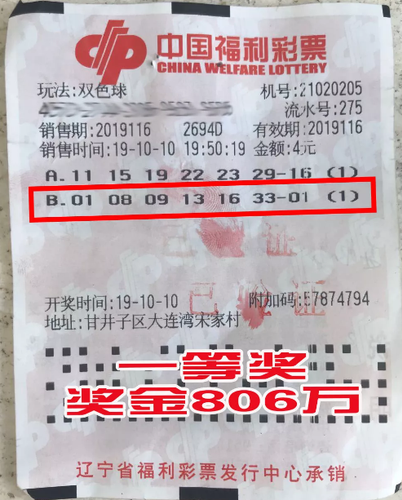 中国福利彩票
CHINA WELFARE LOTTERY
玩法:双色球 机号:21020205
流水号:275
销售期:2019116 2694D 有效期:2019116
销售时间:19-10-10 19:50:19 金额:4元
A.11 15 19 22 23 29-16 (1)
B.01 08 09 13 16 33-01 (1)
已验证
开奖时间:19-10-10 附加码:E7874794
地址:甘井子区大连湾宋家村
一等奖
奖金806万
辽宁省福利彩票发行中心承销